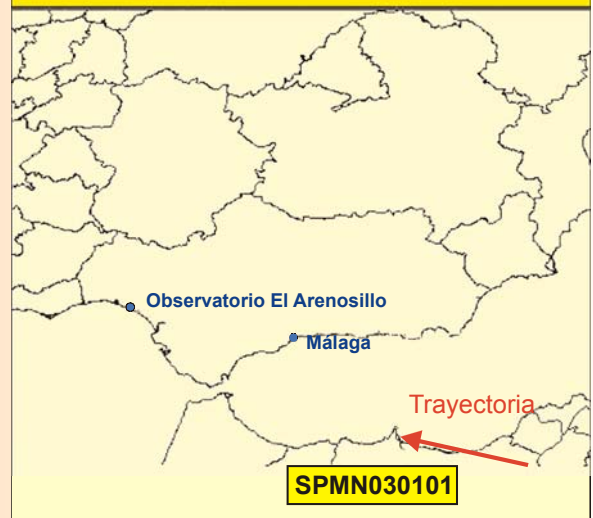 Observatorio El Arenosillo
Málaga
Trayectoria
SPMN030101